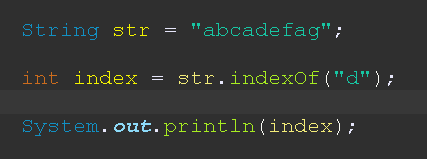 String str = "abcadefag";
int index = str.indexOf("d");
System.out.println(index);